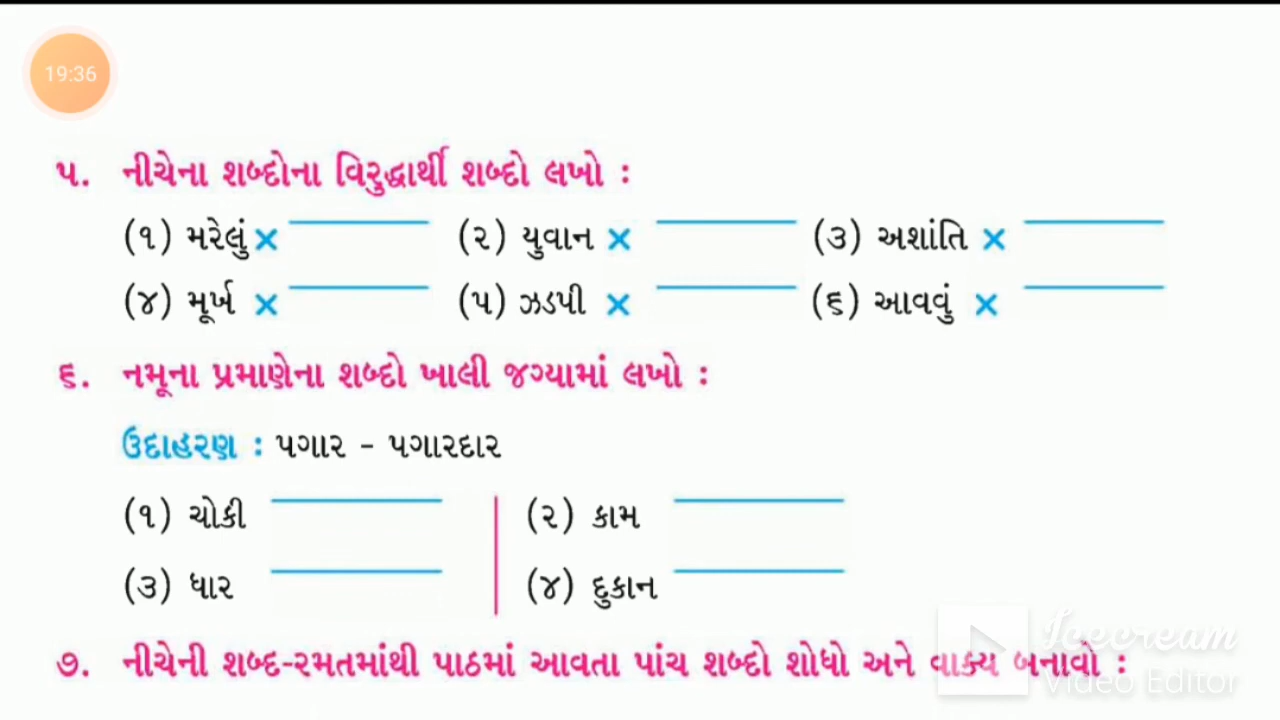 19:36
૫. નીચેના શબ્દોના વિરુદ્ધાર્થી શબ્દો લખો :
(૧) મરેલું × (૨) યુવાન × (૩) અશાંતિ ×
(૪) મૂર્ખ × (૫) ઝડપી × (૬) આવવું ×
૬. નમૂના પ્રમાણેના શબ્દો ખાલી જગ્યામાં લખો :
ઉદાહરણ : પગાર - પગારદાર
(૧) ચોકી (૨) કામ
(૩) ધાર (૪) દુકાન
૭. નીચેની શબ્દ-રમતમાંથી પાઠમાં આવતા પાંચ શબ્દો શોધો અને વાક્ય બનાવો :
Icecream
Video Editor